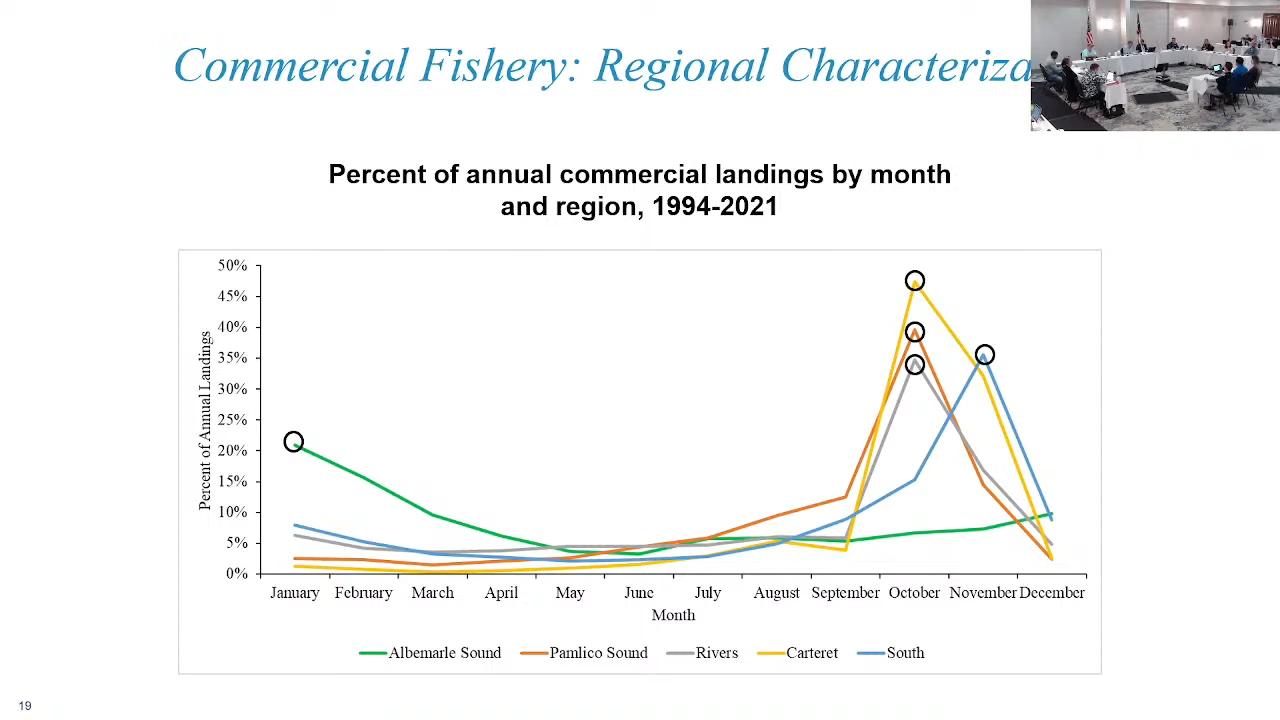 Commercial Fishery: Regional Characteriza
Percent of annual commercial landings by month
and region, 1994-2021
50%
45%
40%
35%
30%
25%
20%
15%
10%
5%
0%
Percent of Annual Landings
January February March April May June July August September October November December
Month
Albemarle Sound Pamlico Sound Rivers Carteret South
19